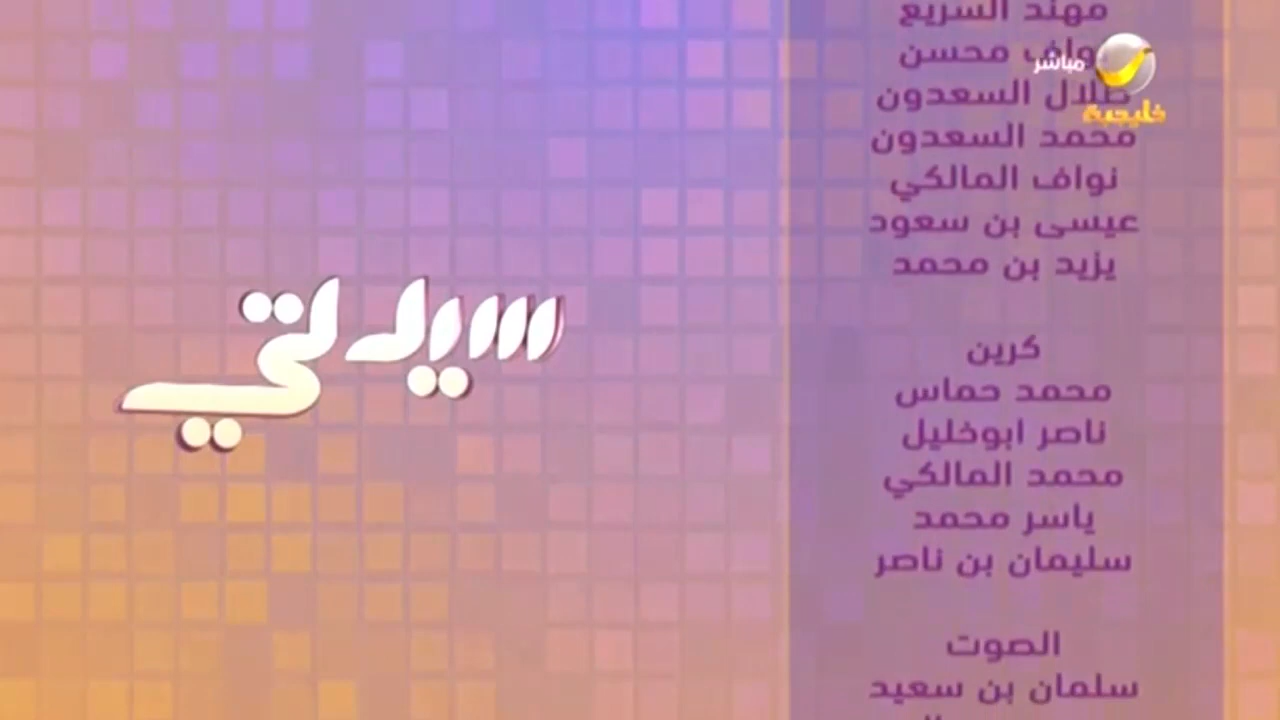 مهند السريع
نواف محسن
طلال السعدون
محمد السعدون
نواف المالكي
عيسى بن سعود
يزيد بن محمد
كرين
محمد حماس
ناصر ابوخليل
محمد المالكي
ياسر محمد
سليمان بن ناصر
الصوت
سلمان بن سعيد
مباشر
خليجية
سيدتي